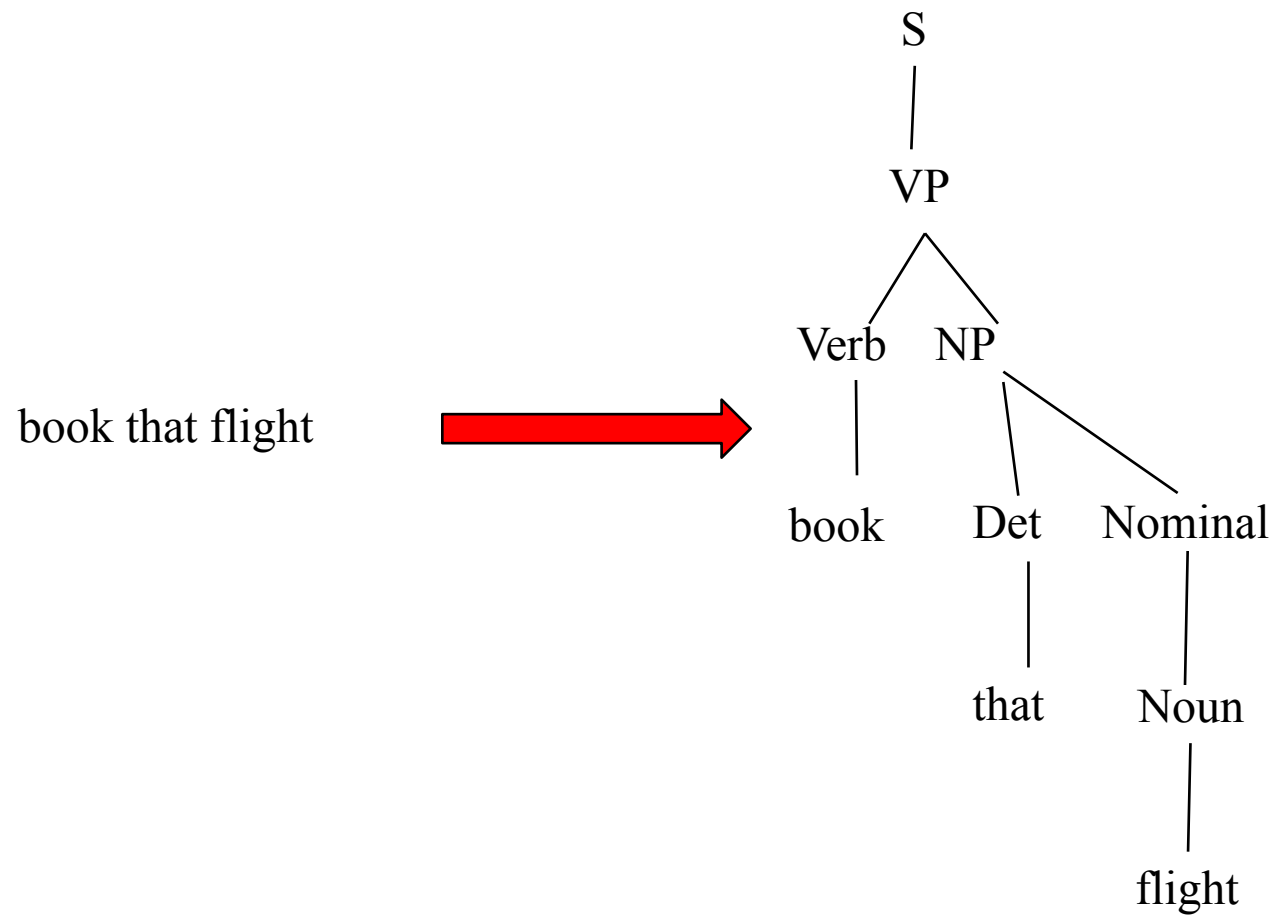 S
VP
Verb NP
book that flight
book Det Nominal
that Noun
flight